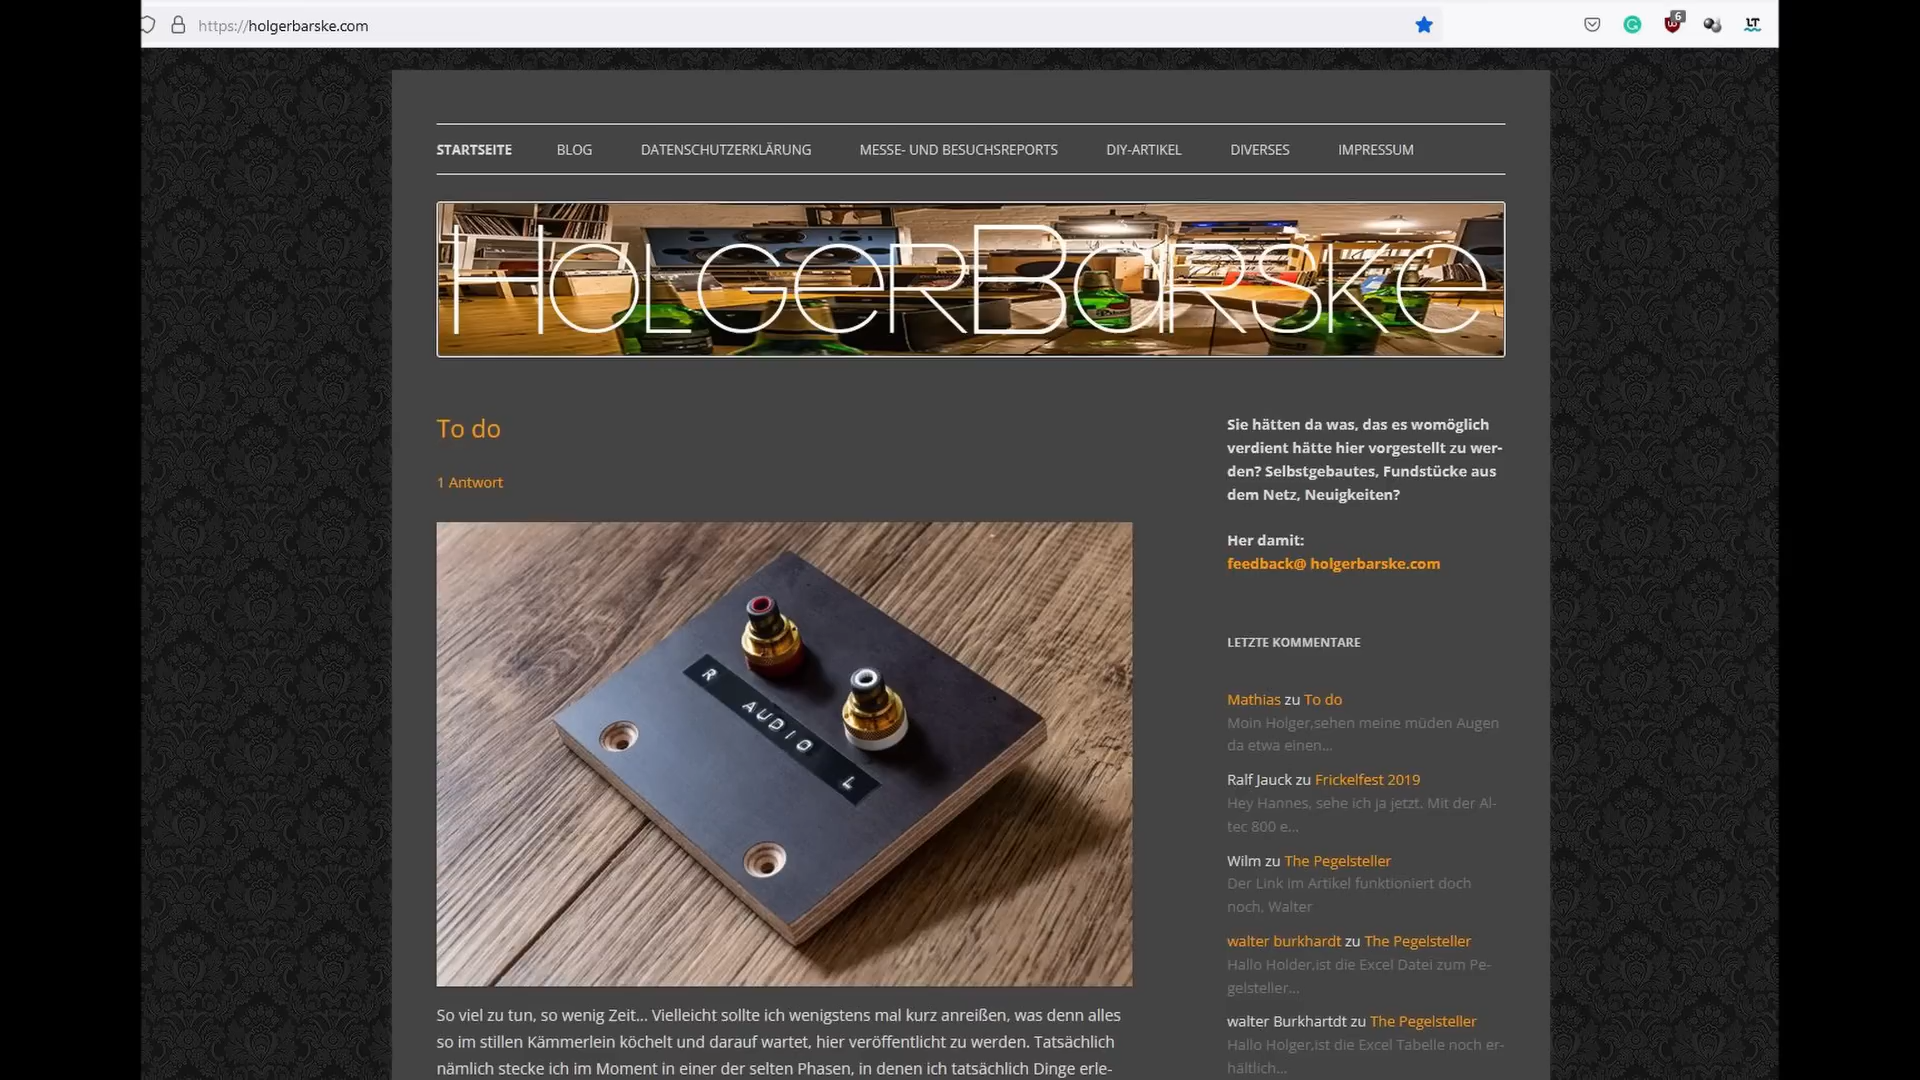 https://holgerbarske.com
6
LT
STARTSEITE
BLOG
DATENSCHUTZERKLÄRUNG
MESSE- UND BESUCHSREPORTS
DIY-ARTIKEL
DIVERSES
IMPRESSUM
HolgerBarske
To do
1 Antwort
R AUDIO L
So viel zu tun, so wenig Zeit... Vielleicht sollte ich wenigstens mal kurz anreißen, was denn alles
so im stillen Kämmerlein köchelt und darauf wartet, hier veröffentlicht zu werden. Tatsächlich
nämlich stecke ich im Moment in einer der selten Phasen, in denen ich tatsächlich Dinge erle-
Sie hätten da was, das es womöglich
verdient hätte hier vorgestellt zu wer-
den? Selbstgebautes, Fundstücke aus
dem Netz, Neuigkeiten?
Her damit:
feedback@ holgerbarske.com
LETZTE KOMMENTARE
Mathias zu To do
Moin Holger,sehen meine müden Augen
da etwa einen...
Ralf Jauck zu Frickelfest 2019
Hey Hannes, sehe ich ja jetzt. Mit der Al-
tec 800 e...
Wilm zu The Pegelsteller
Der Link im Artikel funktioniert doch
noch, Walter
walter burkhardt zu The Pegelsteller
Hallo Holder,ist die Excel Datei zum Pe-
gelsteller...
walter Burkhartdt zu The Pegelsteller
Hallo Holger,ist die Excel Tabelle noch er-
hältlich...